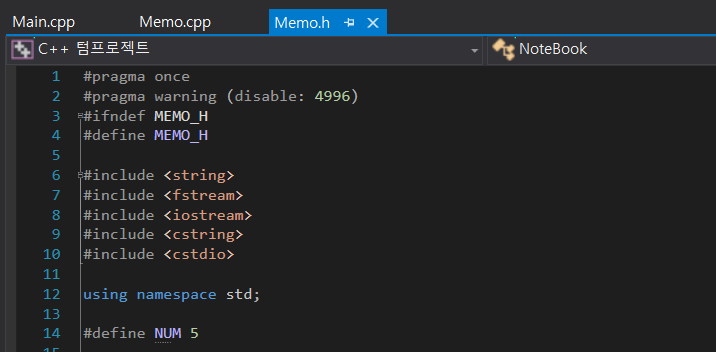 Main.cpp Memo.cpp Memo.h
C++ 텀프로젝트 NoteBook
1 #pragma once
2 #pragma warning (disable: 4996)
3 #ifndef MEMO_H
4 #define MEMO_H
5
6 #include <string>
7 #include <fstream>
8 #include <iostream>
9 #include <cstring>
10 #include <cstdio>
11
12 using namespace std;
13
14 #define NUM 5